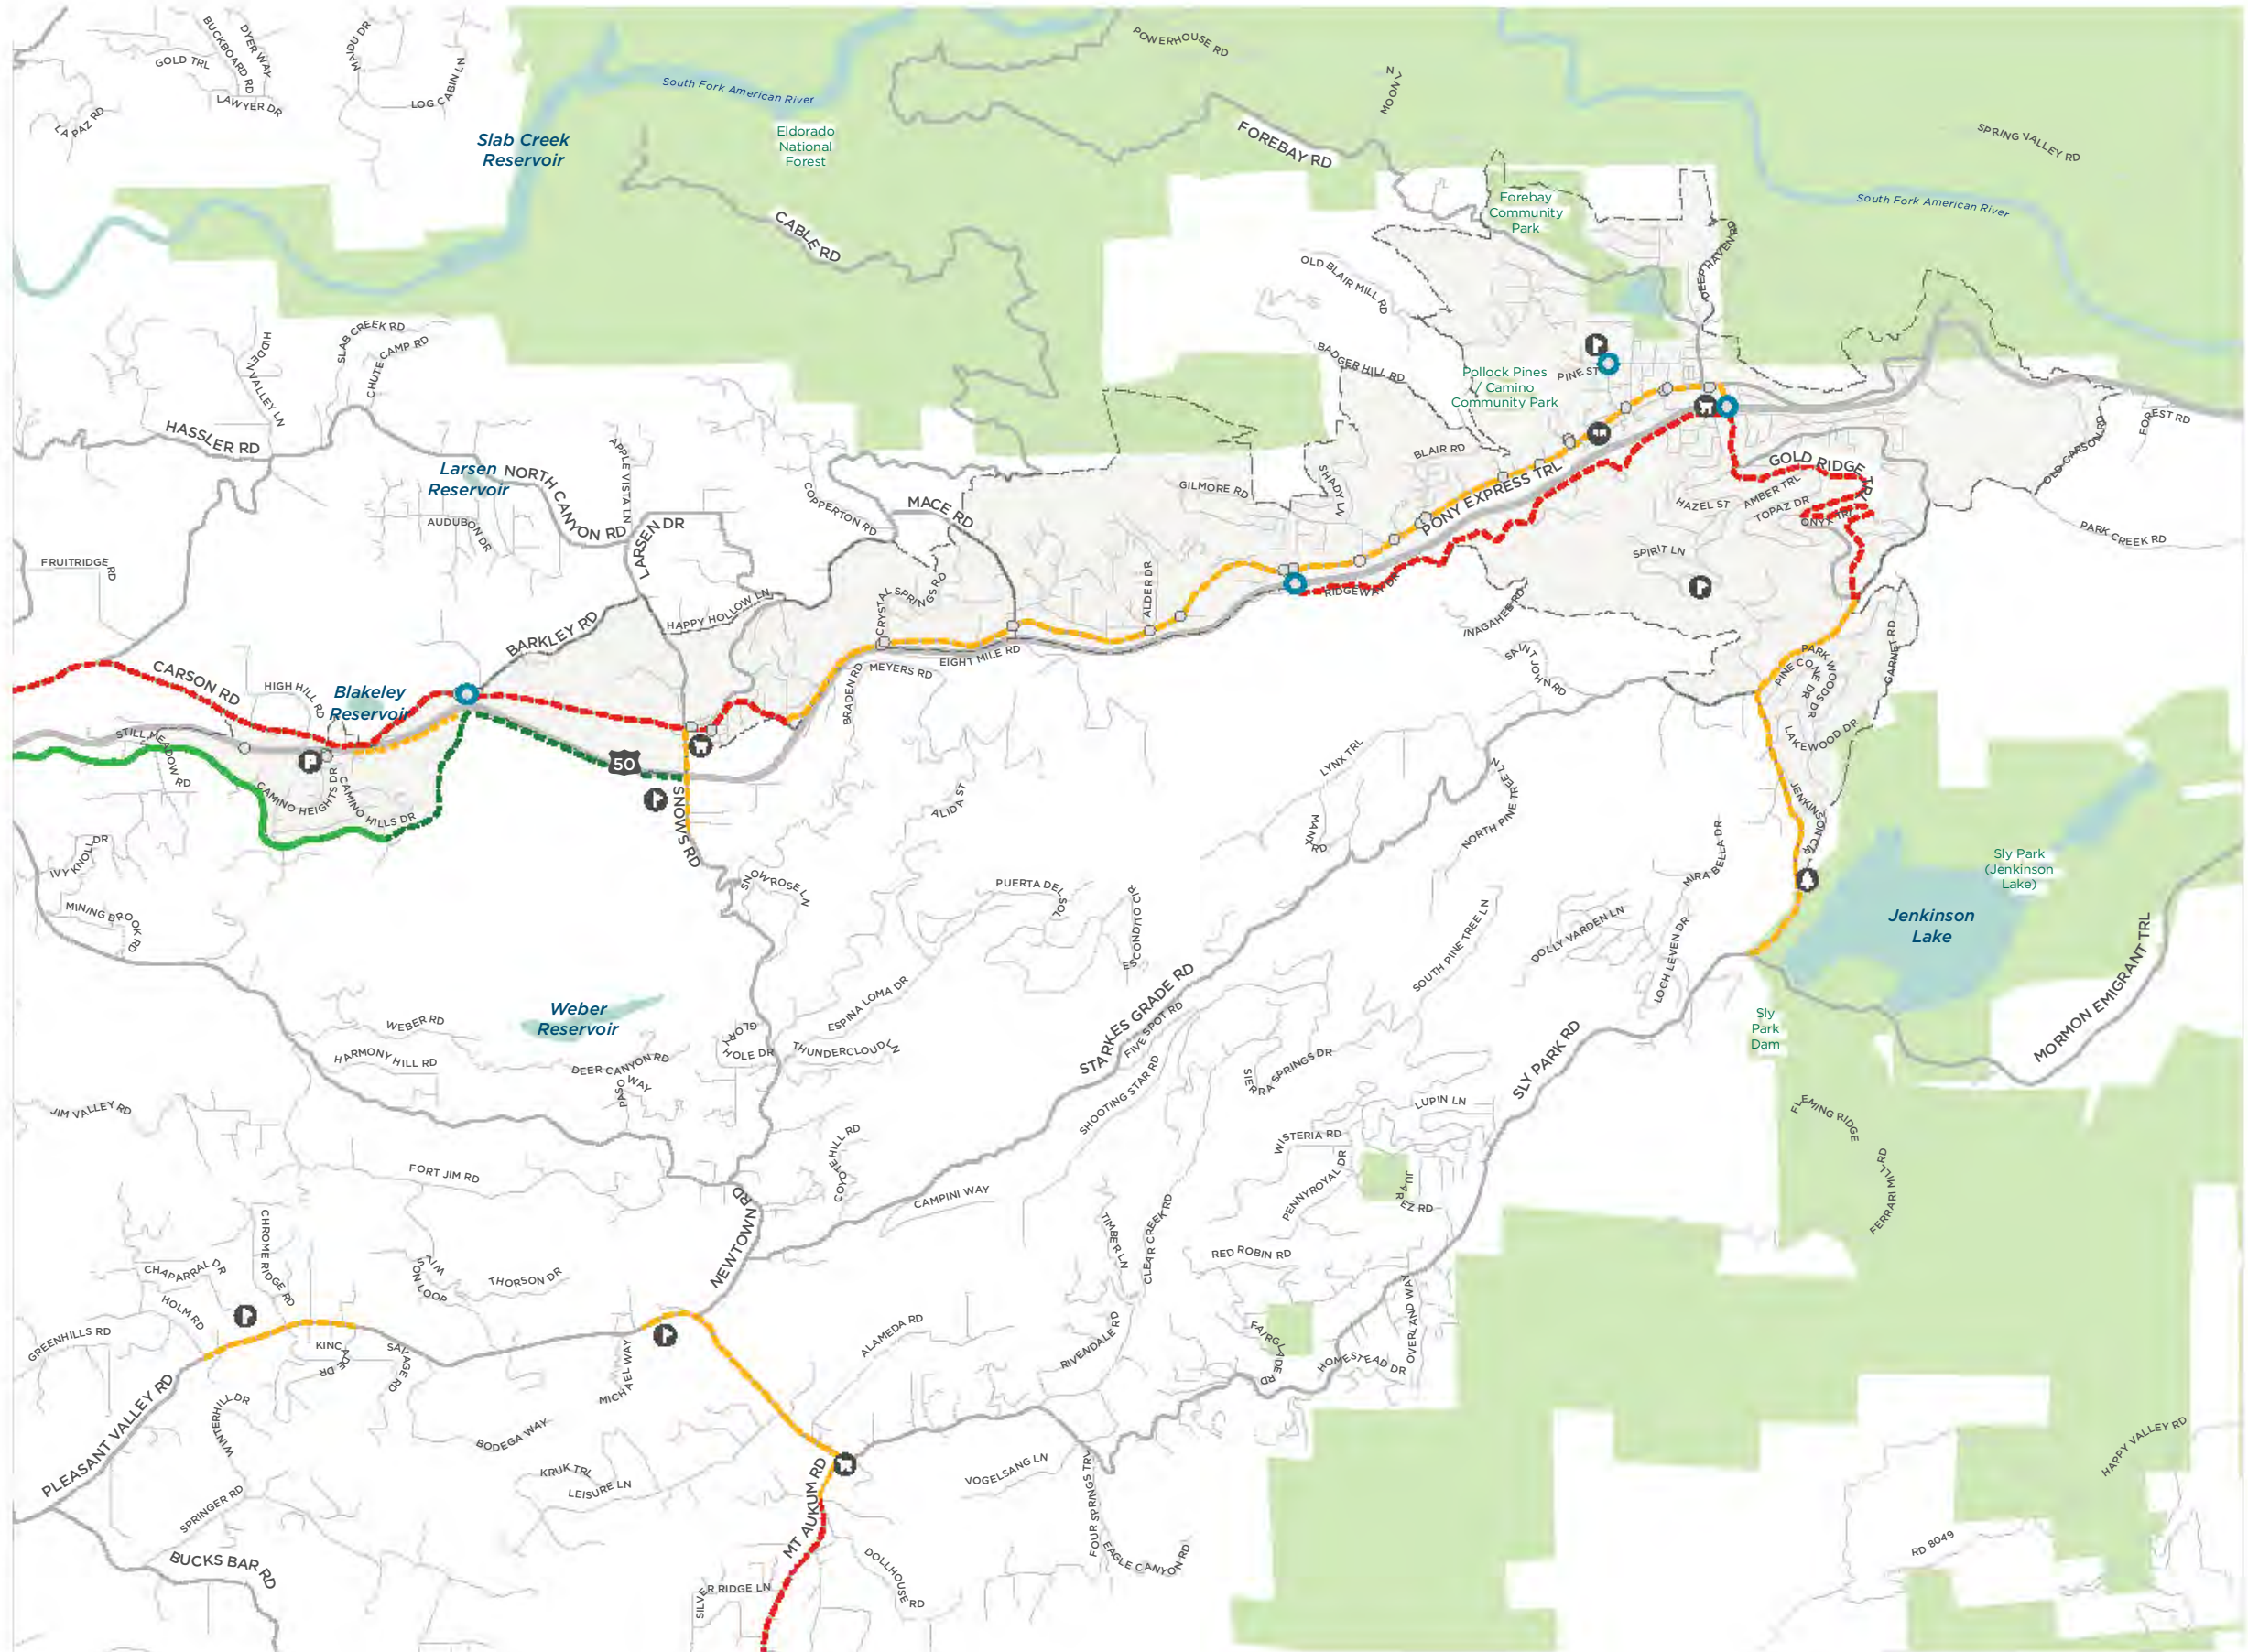 POWERHOUSE RD
MAIDU DR
DYER WAY
BUCKBOARD RD
GOLD TRL
LAWYER DR
LOG CABIN LN
LA PAZ RD
South Fork American River
MOON LN
Slab Creek
Reservoir
Eldorado
National
Forest
FOREBAY RD
SPRING VALLEY RD
CABLE RD
Forebay
Community
Park
South Fork American River
DEEP HAVEN RD
OLD BLAIR MILL RD
HIDDEN VALLEY LN
SLAB CREEK RD
CHUTE CAMP RD
BADGER HILL RD
PINE ST
Pollock Pines
/ Camino
Community Park
FOREST RD
HASSLER RD
APPLE VISTA LN
BLAIR RD
OLD CARSON RD
Larsen
Reservoir
NORTH CANYON RD
GOLD RIDGE TRL
AMBER TRL
HAZEL ST
TOPAZ DR
ONYX TRL
COPPERTON RD
MACE RD
GILMORE RD
SHADY LN
PONY EXPRESS TRL
AUDUBON DR
LARSEN DR
PARK CREEK RD
FRUITRIDGE RD
SPIRIT LN
CRYSTAL SPRINGS RD
ALDER DR
RIDGEWAY DR
HAPPY HOLLOW LN
INAGAHEB RD
BARKLEY RD
GARNET RD
SAINT JOHN RD
EIGHT MILE RD
MEYERS RD
BRADEN RD
PARK WOODS DR
PINE CONE DR
CARSON RD
HIGH HILL RD
Blakeley
Reservoir
STILL MEADOW RD
LAKEWOOD DR
50
LYNX TRL
CAMINO HEIGHTS DR
CAMINO HILLS DR
SNOWS RD
ALIDA ST
NORTH PINE TREE LN
JENKINSON CIR
MANX RD
IVY KNOLL DR
MIRA BELLA DR
Sly Park
(Jenkinson
Lake)
SNOWROSE LN
PUERTA DEL SOL
ESCONDITO CIR
MINING BROOK RD
SOUTH PINE TREE LN
DOLLY VARDEN LN
LOCH LEVEN DR
Jenkinson
Lake
MORMON EMIGRANT TRL
STARKES GRADE RD
ESPINA LOMA DR
Weber
Reservoir
FIVE SPOT RD
WEBER RD
Sly
Park
Dam
GLORY HOLE DR
THUNDERCLOUD LN
HARMONY HILL RD
DEER CANYON RD
PASO WAY
SLY PARK RD
SIERRA SPRINGS DR
SHOOTING STAR RD
JIM VALLEY RD
LUPIN LN
FLEMING RIDGE
WISTERIA RD
COYOTE HILL RD
FORT JIM RD
PENNYROYAL DR
JUAREZ RD
FERRARI MILL RD
CAMPINI WAY
NEWTOWN RD
CHROME RIDGE RD
TIMBER LN
CLEAR CREEK RD
RED ROBIN RD
CHAPARRAL DR
WILSON LOOP
THORSON DR
HOLM RD
OVERLAND WAY
GREENHILLS RD
KINCADE DR
SAVAGE RD
ALAMEDA RD
RIVENDALE RD
FAIRGLADE RD
HOMESTEAD DR
MICHAEL WAY
PLEASANT VALLEY RD
WINTERHILL DR
BODEGA WAY
HAPPY VALLEY RD
KRUK TRL
LEISURE LN
VOGELSANG LN
FOUR SPRINGS TRL
SPRINGER RD
MT AUKUM RD
RD 8049
BUCKS BAR RD
EAGLE CANYON RD
DOLLHOUSE RD
SILVER RIDGE LN